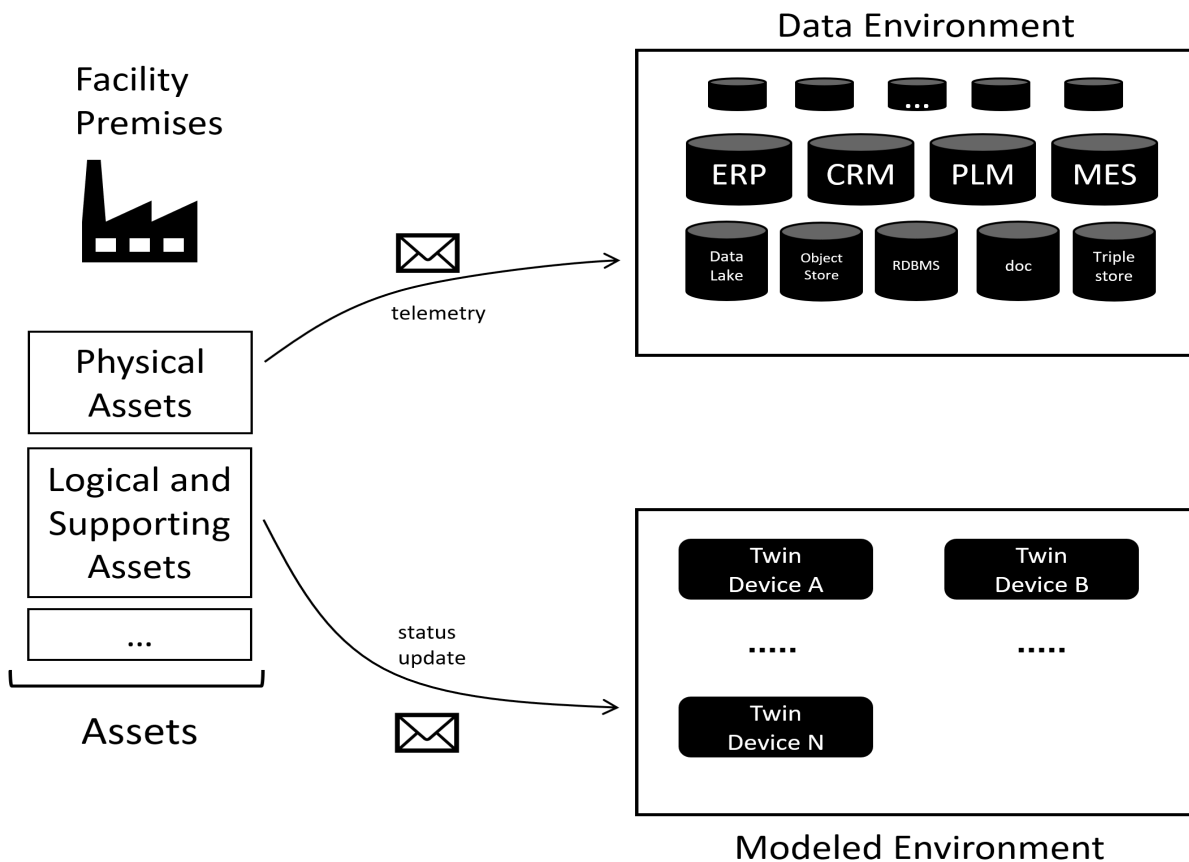 Data Environment
Facility
Premises
...
ERP
CRM
PLM
MES
Data
Lake
Object
Store
RDBMS
doc
Triple
store
telemetry
Physical
Assets
Logical and
Supporting
Assets
...
Assets
status
update
Twin
Device A
Twin
Device B
.....
.....
Twin
Device N
Modeled Environment